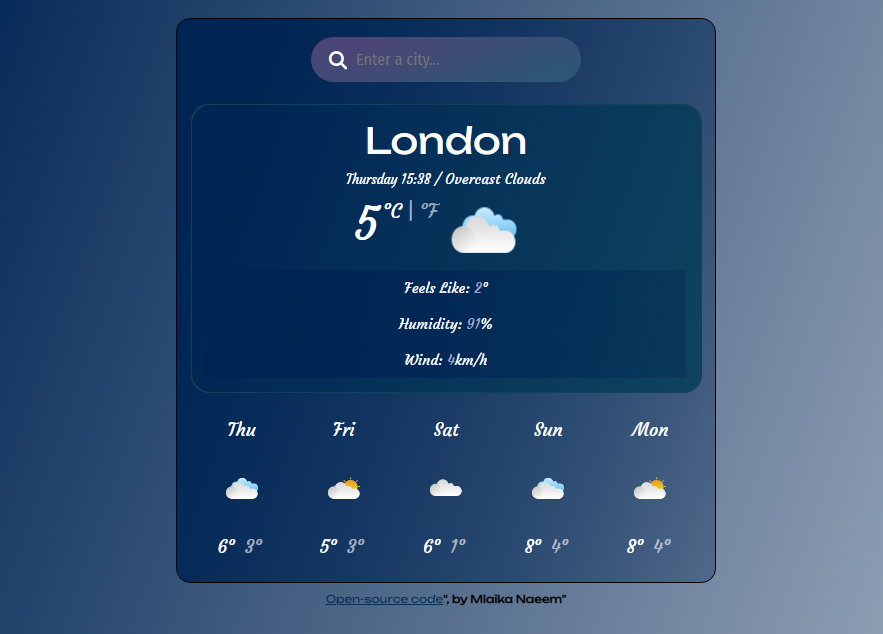 Enter a city...
London
Thursday 15:38 / Overcast Clouds
5°C | °F
Feels Like: 2°
Humidity: 91%
Wind: 4km/h
Thu Fri Sat Sun Mon
6° 3° 5° 3° 6° 1° 8° 4° 8° 4°
Open-source code", by Mlaika Naeem"